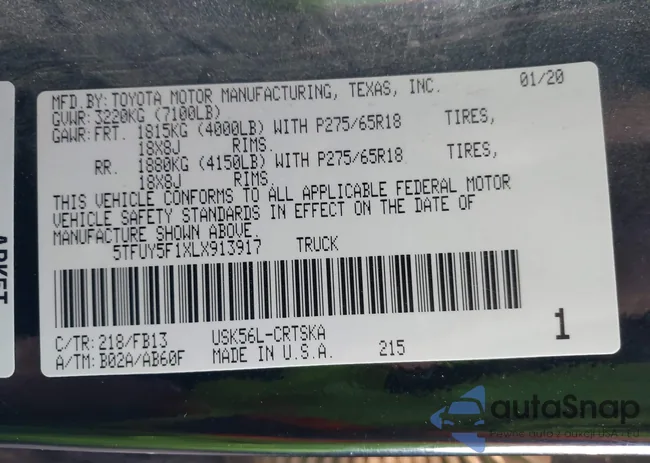 MFD.BY:TOYOTA MOTOR MANUFACTURING, TEXAS, INC. 01/20
GVWR: 3220KG (7100LB)
GAWR:FRT. 1815KG (4000LB) WITH P275/65R18 TIRES,
18X8J RIMS.
RR. 1880KG (4150LB) WITH P275/65R18 TIRES,
18X8J RIMS.
THIS VEHICLE CONFORMS TO ALL APPLICABLE FEDERAL MOTOR
VEHICLE SAFETY STANDARDS IN EFFECT ON THE DATE OF
MANUFACTURE SHOWN ABOVE.
5TFUY5F1XLX913917 TRUCK
C/TR: 218/FB13 USK56L-CRTSKA 1
A/TM: B02A/AB60F MADE IN U.S.A. 215
autoSnap